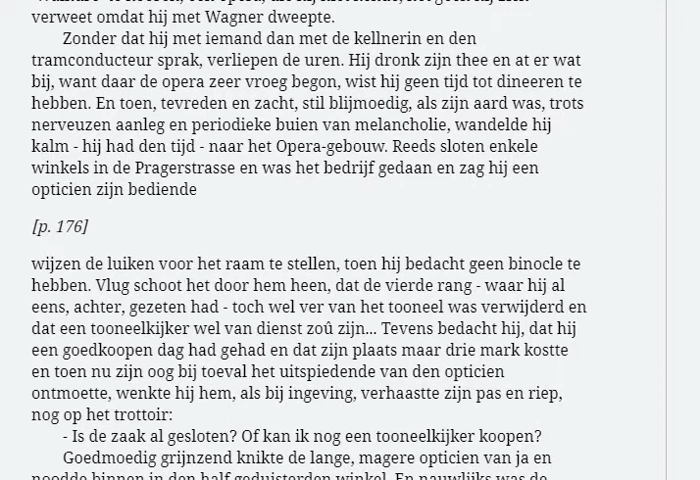 verweet omdat hij met Wagner dweepte.
Zonder dat hij met iemand dan met de kellnerin en den
tramconducteur sprak, verliepen de uren. Hij dronk zijn thee en at er wat
bij, want daar de opera zeer vroeg begon, wist hij geen tijd tot dineeren te
hebben. En toen, tevreden en zacht, stil blijmoedig, als zijn aard was, trots
nerveuzen aanleg en periodieke buien van melancholie, wandelde hij
kalm - hij had den tijd - naar het Opera-gebouw. Reeds sloten enkele
winkels in de Pragerstrasse en was het bedrijf gedaan en zag hij een
opticien zijn bediende
[p. 176]
wijzen de luiken voor het raam te stellen, toen hij bedacht geen binocle te
hebben. Vlug schoot het door hem heen, dat de vierde rang - waar hij al
eens, achter, gezeten had - toch wel ver van het tooneel was verwijderd en
dat een tooneelkijker wel van dienst zoû zijn... Tevens bedacht hij, dat hij
een goedkoopen dag had gehad en dat zijn plaats maar drie mark kostte
en toen nu zijn oog bij toeval het uitspiedende van den opticien
ontmoette, wenkte hij hem, als bij ingeving, verhaastte zijn pas en riep,
nog op het trottoir:
- Is de zaak al gesloten? Of kan ik nog een tooneelkijker koopen?
Goedmoedig grijnzend knikte de lange, magere opticien van ja en
noodde binnen in den half geduisterden winkel. En nauwlijks was de